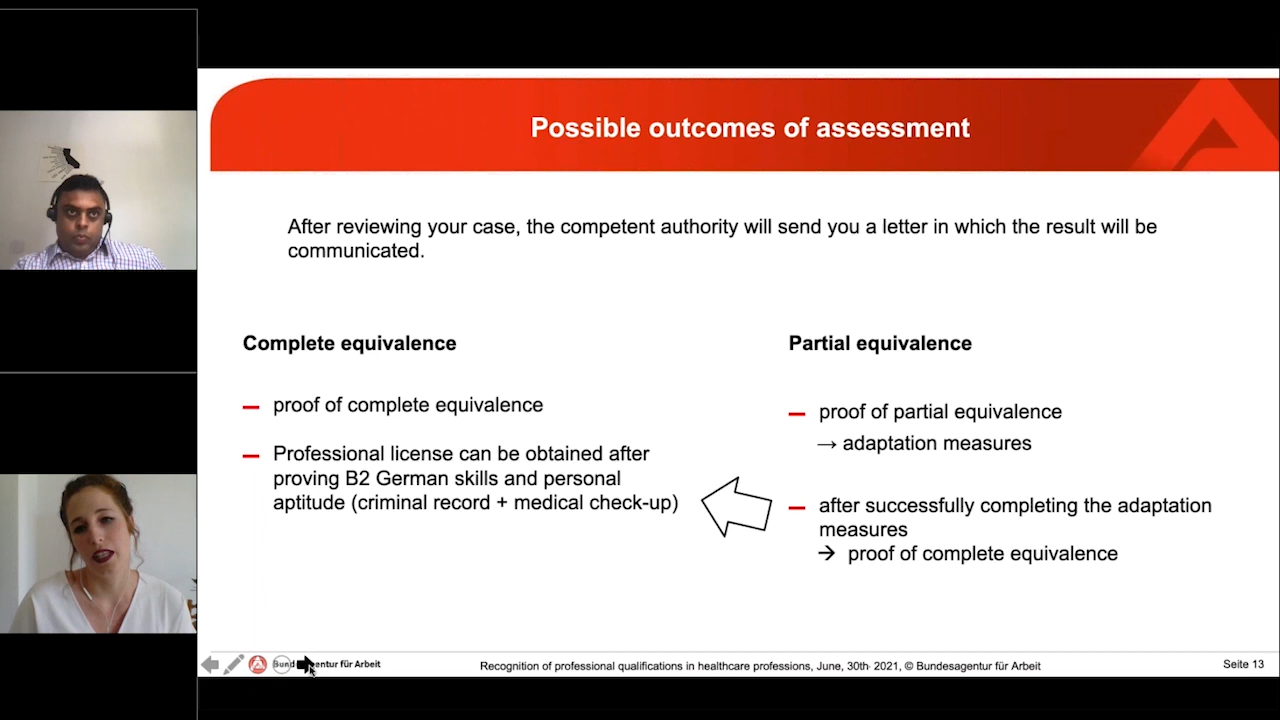 Possible outcomes of assessment
After reviewing your case, the competent authority will send you a letter in which the result will be
communicated.
Complete equivalence
proof of complete equivalence
Professional license can be obtained after
proving B2 German skills and personal
aptitude (criminal record + medical check-up)
Partial equivalence
proof of partial equivalence
→ adaptation measures
after successfully completing the adaptation
measures
→ proof of complete equivalence
für Arbeit
Recognition of professional qualifications in healthcare professions, June, 30th· 2021, © Bundesagentur für Arbeit
Seite 13